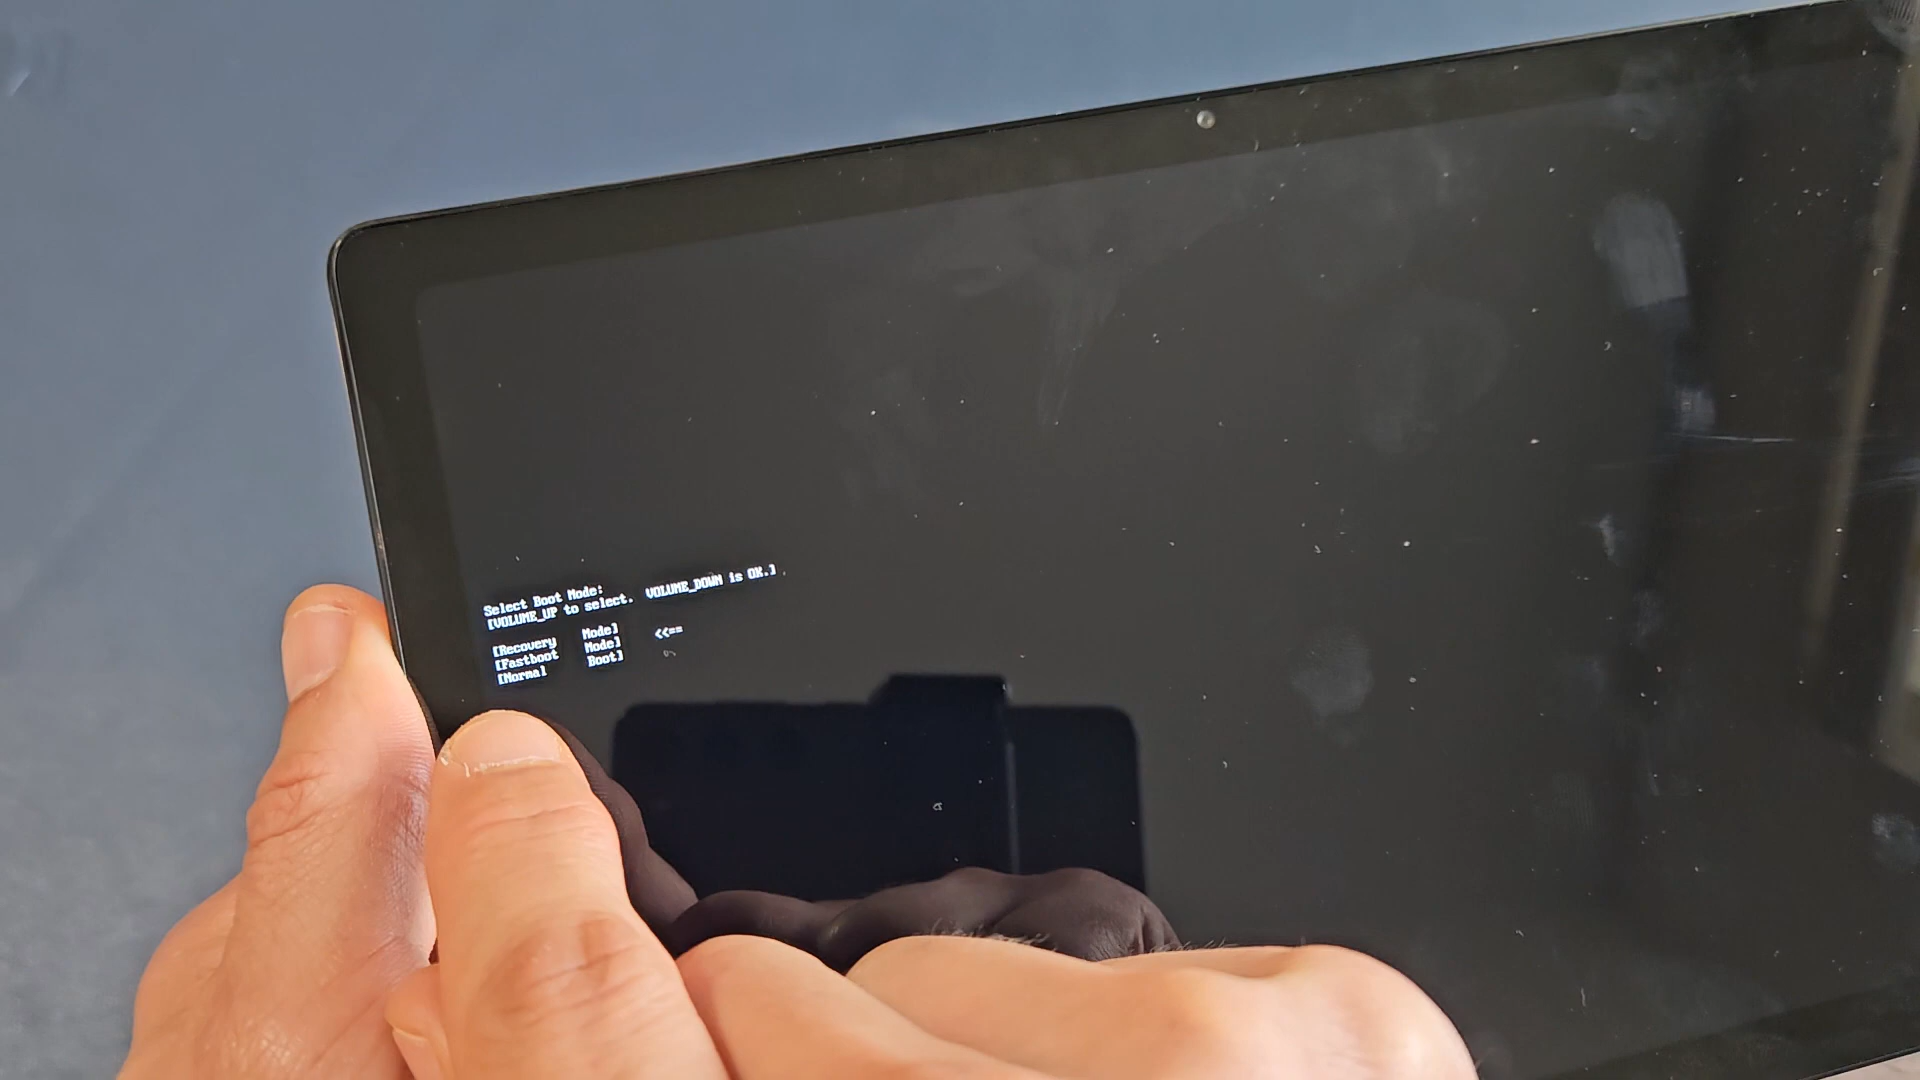 Select Boot Mode:
[VOLUME_UP to select.  VOLUME_DOWN is OK.]
[Recovery    Mode]    <<==
[Fastboot    Mode]
[Normal      Boot]